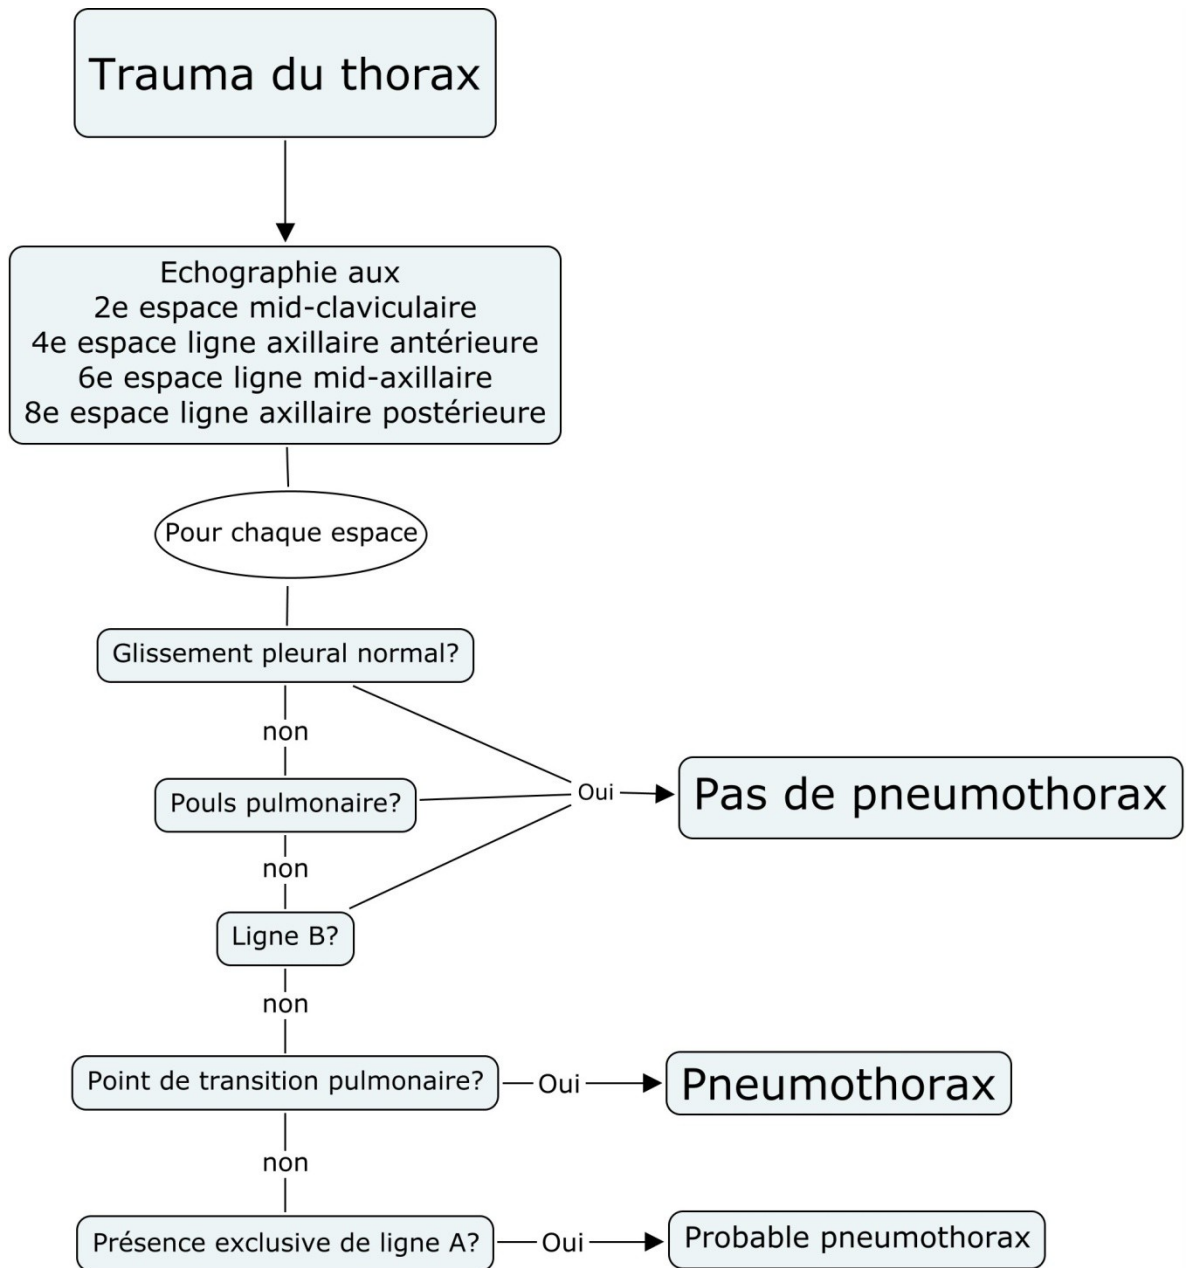 Trauma du thorax
Echographie aux
2e espace mid-claviculaire
4e espace ligne axillaire antérieure
6e espace ligne mid-axillaire
8e espace ligne axillaire postérieure
Pour chaque espace
Glissement pleural normal?
non
Pouls pulmonaire?
Oui
Pas de pneumothorax
non
Ligne B?
non
Point de transition pulmonaire?
Oui
Pneumothorax
non
Présence exclusive de ligne A?
Oui
Probable pneumothorax